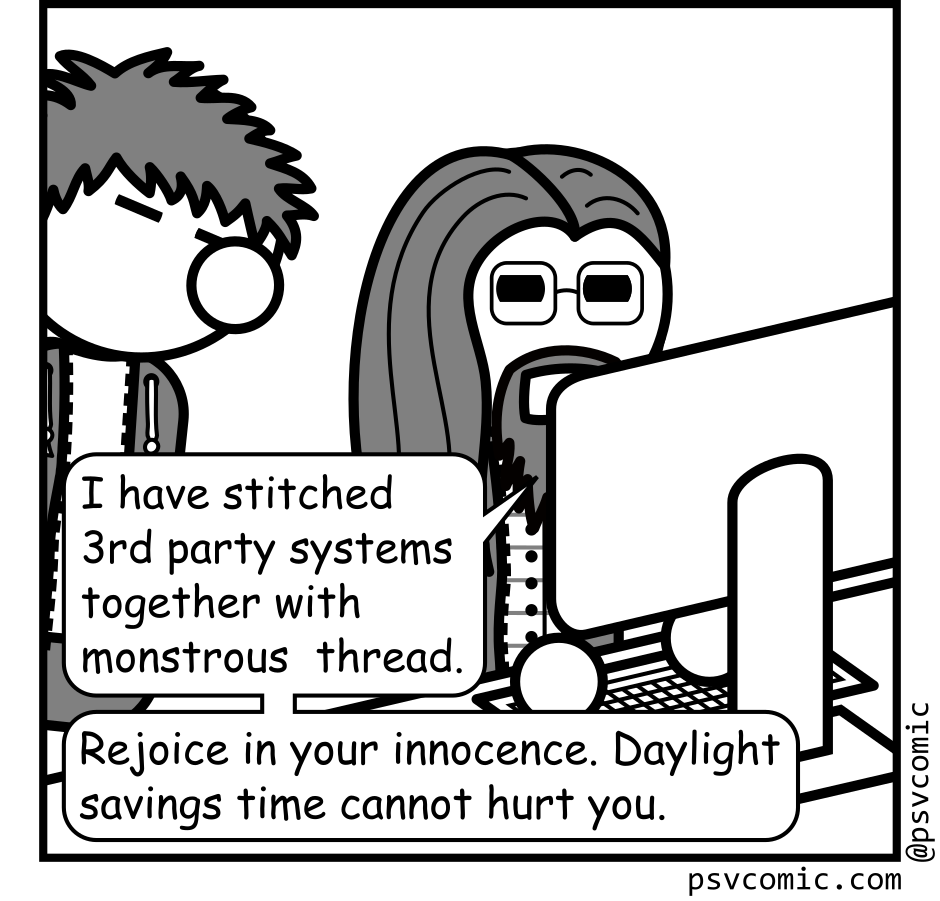 I have stitched
3rd party systems
together with
monstrous  thread.
Rejoice in your innocence. Daylight
savings time cannot hurt you.
@psvcomic
psvcomic.com